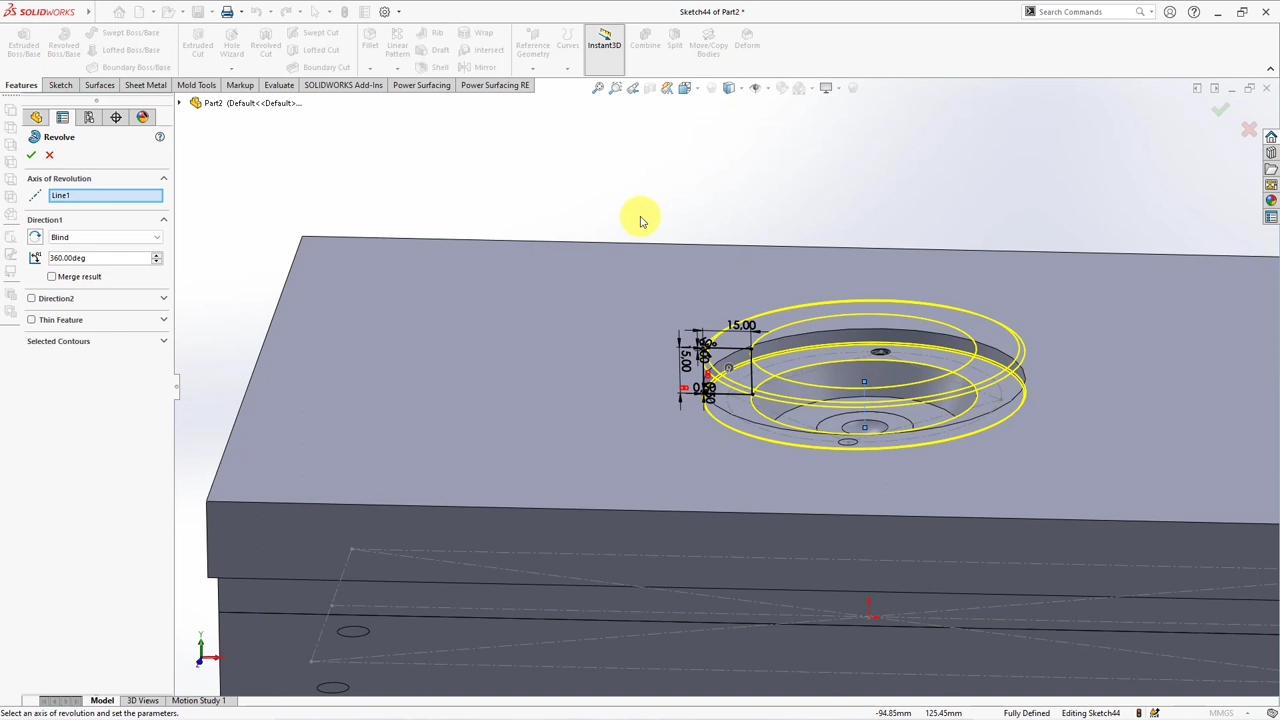 SOLIDWORKS
Sketch44 of Part2 *
Search Commands
Extruded Boss/Base
Revolved Boss/Base
Swept Boss/Base
Lofted Boss/Base
Boundary Boss/Base
Extruded Cut
Hole Wizard
Revolved Cut
Swept Cut
Lofted Cut
Boundary Cut
Fillet
Linear Pattern
Rib
Draft
Shell
Wrap
Intersect
Mirror
Reference Geometry
Curves
Instant3D
Combine
Split
Move/Copy Bodies
Deform
Features
Sketch
Surfaces
Sheet Metal
Mold Tools
Markup
Evaluate
SOLIDWORKS Add-Ins
Power Surfacing
Power Surfacing RE
Part2 (Default<<Default>...
Revolve
Axis of Revolution
Line1
Direction1
Blind
360.00deg
Merge result
Direction2
Thin Feature
Selected Contours
15,00
15,00
Y
Model
3D Views
Motion Study 1
Select an axis of revolution and set the parameters.
-94.85mm
125.45mm
Fully Defined
Editing Sketch44
MMGS